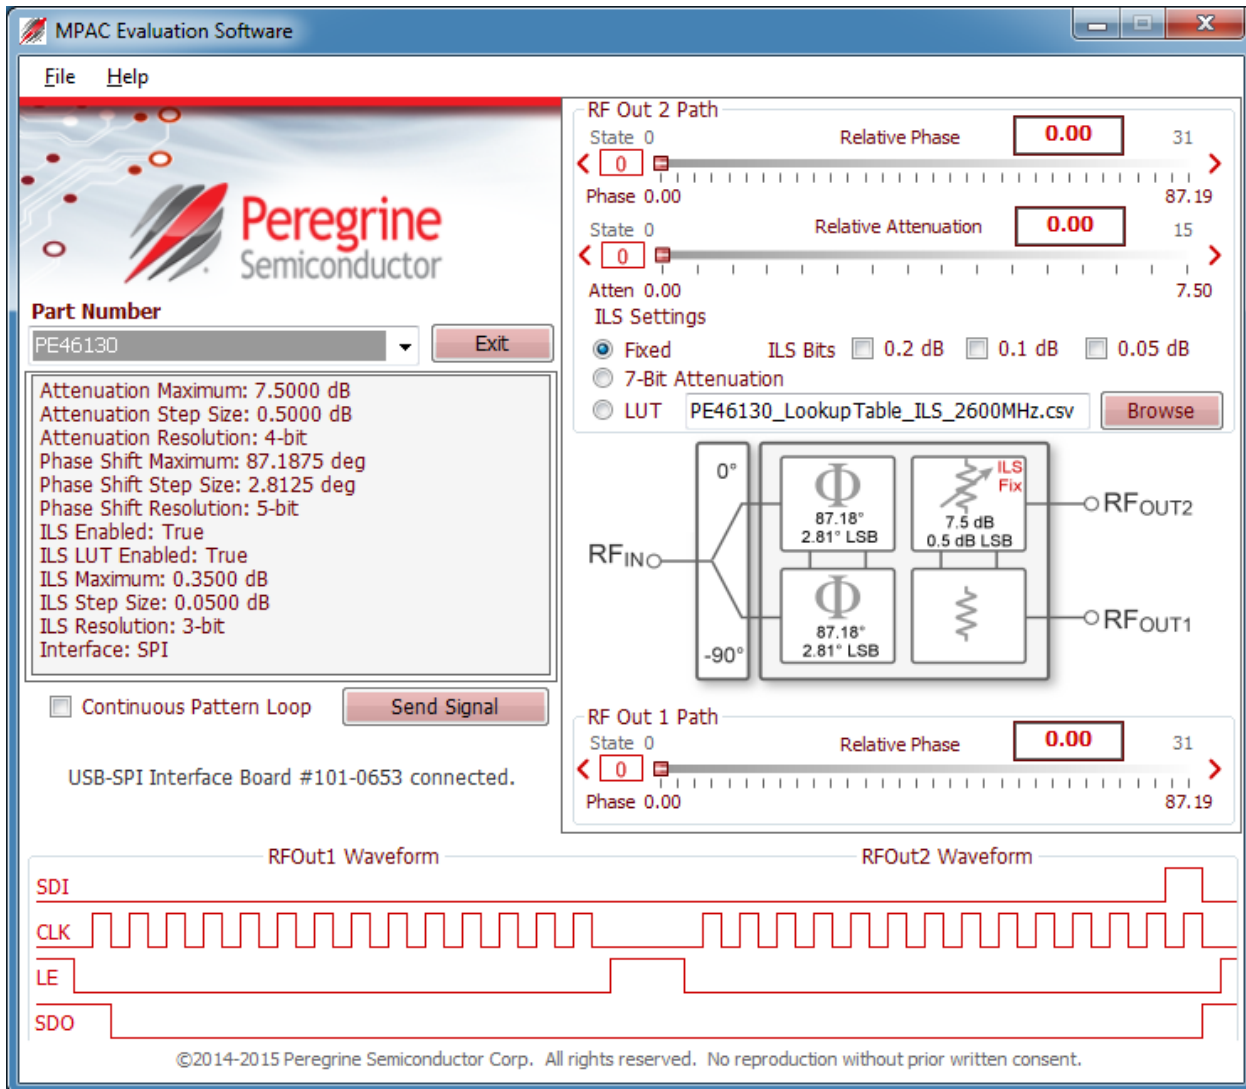 MPAC Evaluation Software
File Help
Peregrine
Semiconductor
Part Number
PE46130
Exit
Attenuation Maximum: 7.5000 dB
Attenuation Step Size: 0.5000 dB
Attenuation Resolution: 4-bit
Phase Shift Maximum: 87.1875 deg
Phase Shift Step Size: 2.8125 deg
Phase Shift Resolution: 5-bit
ILS Enabled: True
ILS LUT Enabled: True
ILS Maximum: 0.3500 dB
ILS Step Size: 0.0500 dB
ILS Resolution: 3-bit
Interface: SPI
Continuous Pattern Loop
Send Signal
USB-SPI Interface Board #101-0653 connected.
RF Out 2 Path
State 0 Relative Phase 0.00 31
0
Phase 0.00 87.19
State 0 Relative Attenuation 0.00 15
0
Atten 0.00 7.50
ILS Settings
Fixed ILS Bits 0.2 dB 0.1 dB 0.05 dB
7-Bit Attenuation
LUT PE46130_LookupTable_ILS_2600MHz.csv Browse
0°
Φ
87.18°
2.81° LSB
ILS
Fix
7.5 dB
0.5 dB LSB
RFOUT2
RFIN
-90°
Φ
87.18°
2.81° LSB
RFOUT1
RF Out 1 Path
State 0 Relative Phase 0.00 31
0
Phase 0.00 87.19
RFOut1 Waveform RFOut2 Waveform
SDI
CLK
LE
SDO
©2014-2015 Peregrine Semiconductor Corp. All rights reserved. No reproduction without prior written consent.